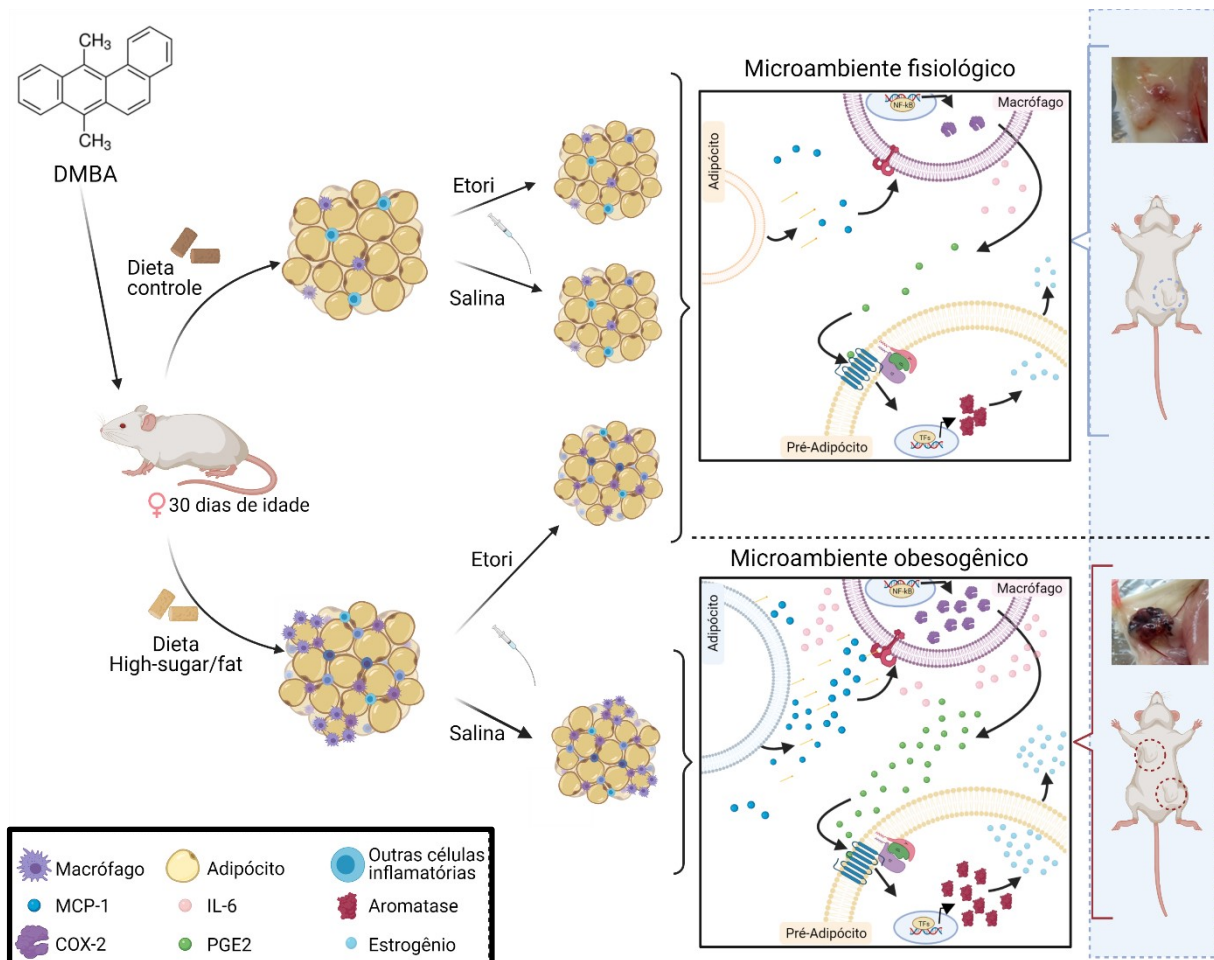 CH₃
CH₃
DMBA
Dieta
controle
♀ 30 dias de idade
Dieta
High-sugar/fat
Etori
Salina
Etori
Salina
Microambiente fisiológico
NF-kB
Macrófago
Adipócito
Pré-Adipócito
TFs
Microambiente obesogênico
NF-kB
Macrófago
Adipócito
Pré-Adipócito
TFs
Macrófago
Adipócito
Outras células
inflamatórias
MCP-1
IL-6
Aromatase
COX-2
PGE2
Estrogênio